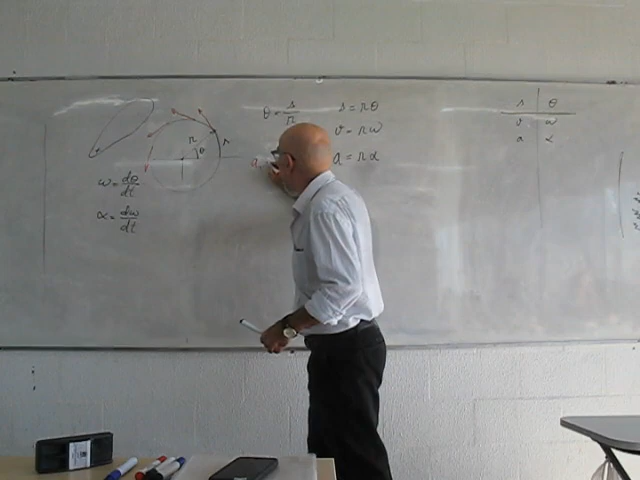 θ = s/r
s = rθ
v = rω
a = rα
ω = dθ/dt
α = dω/dt
r
θ
a
s θ
v ω
a α